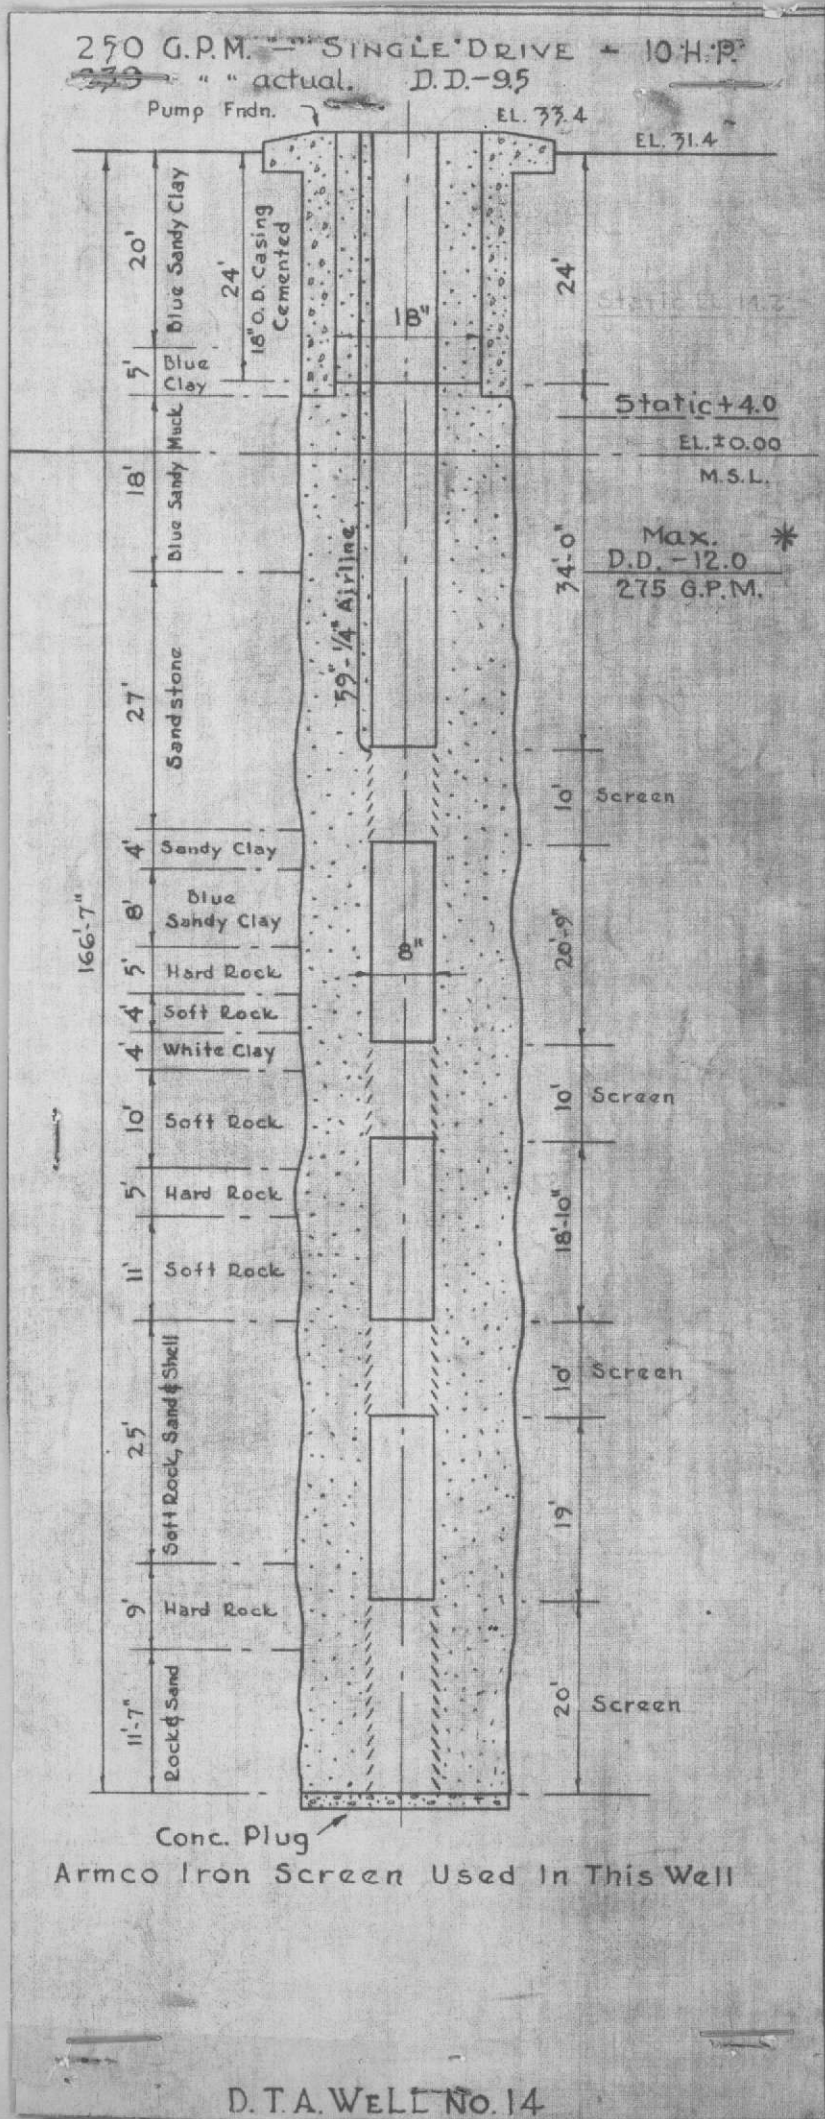 250 G.P.M. — SINGLE DRIVE - 10 H.P.
" " actual. D.D.-9.5
Pump Fndn.
EL. 33.4
EL. 31.4
20'
Blue Sandy Clay
24'
18" O.D. Casing
Cemented
18"
24'
5'
Blue
Clay
Static +4.0
EL. ±0.00
M.S.L.
18'
Blue Sandy Muck
59'-1/4" Airline
34'-0"
Max. *
D.D. -12.0
275 G.P.M.
27'
Sandstone
10'
Screen
4'
Sandy Clay
166'-7"
8'
Blue
Sandy Clay
8"
20'-9"
5'
Hard Rock
4'
Soft Rock
4'
White Clay
10'
Soft Rock
10'
Screen
5'
Hard Rock
18'-10"
11'
Soft Rock
25'
Soft Rock, Sand & Shell
10'
Screen
19'
9'
Hard Rock
11'-7"
Rock & Sand
20'
Screen
Conc. Plug
Armco Iron Screen Used In This Well
D.T.A. WELL NO. 14